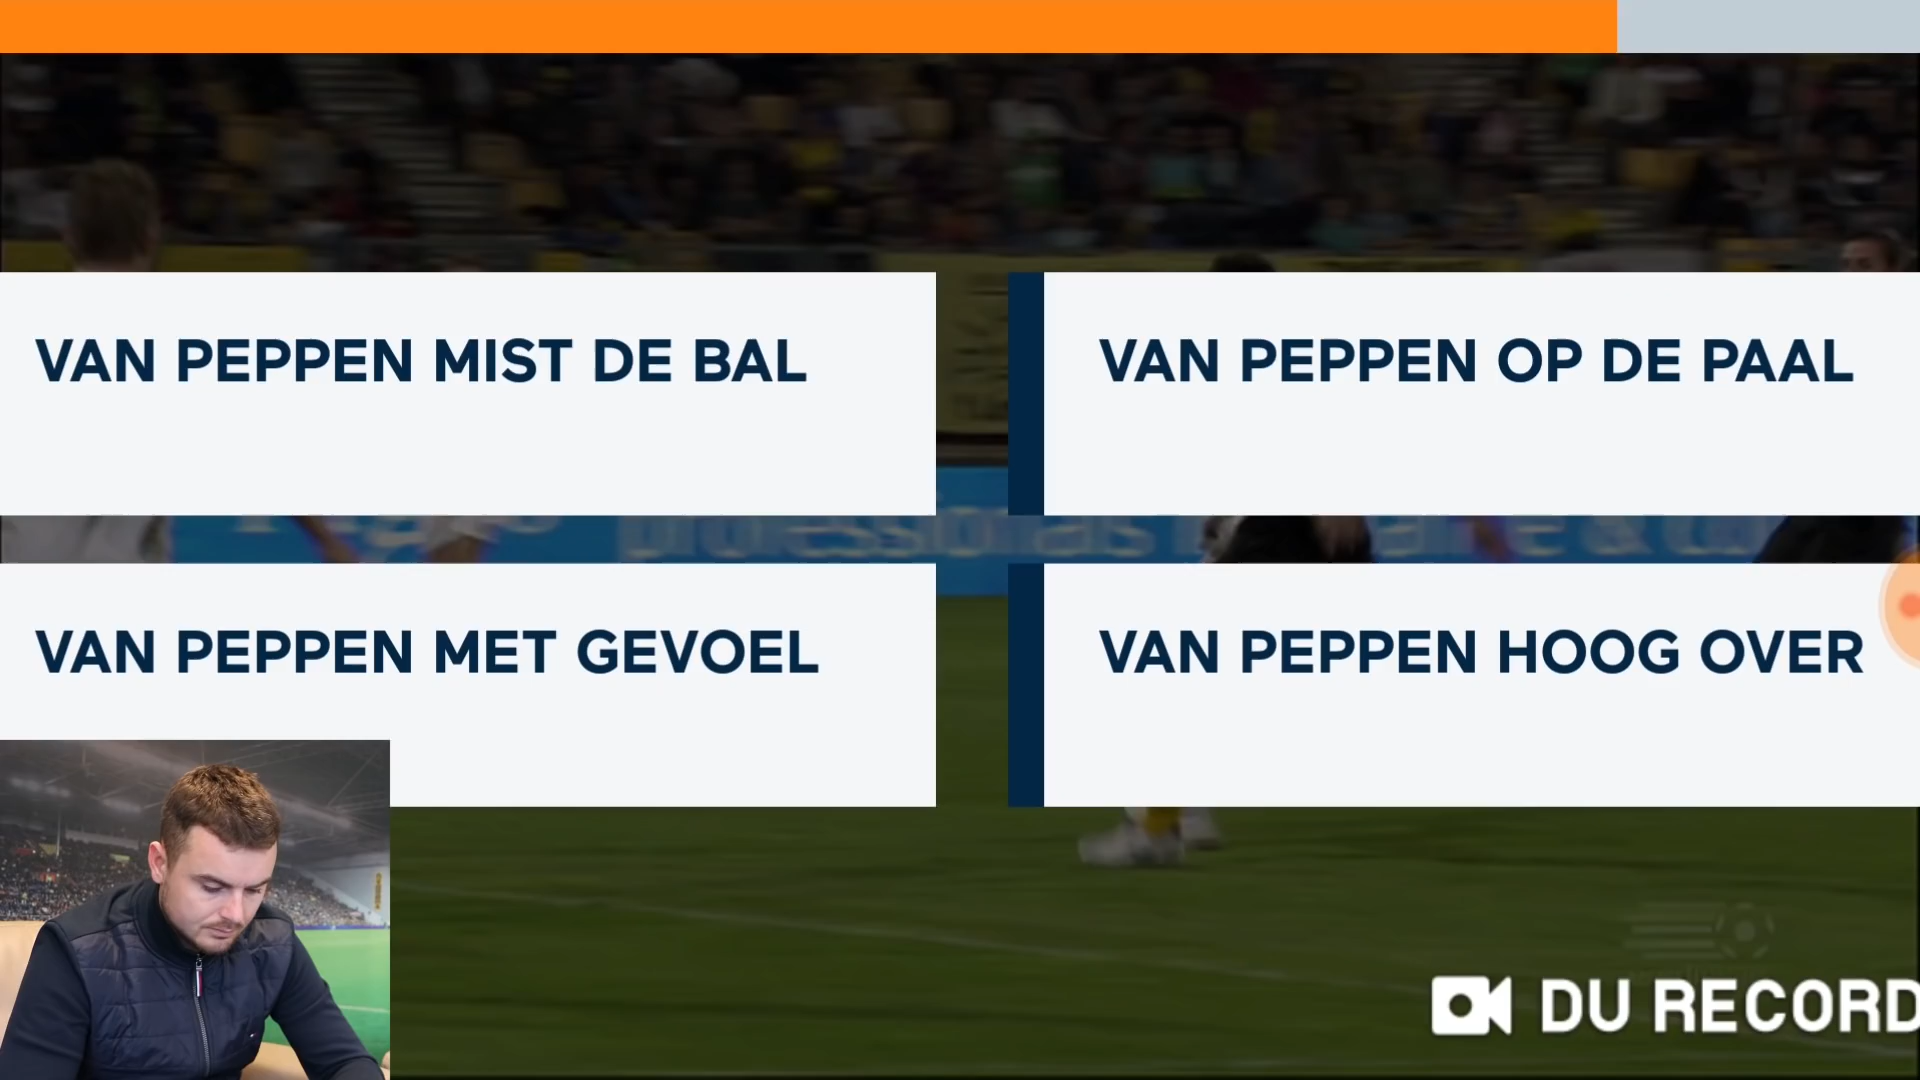 VAN PEPPEN MIST DE BAL
VAN PEPPEN OP DE PAAL
professionals
VAN PEPPEN MET GEVOEL
VAN PEPPEN HOOG OVER
DU RECORD